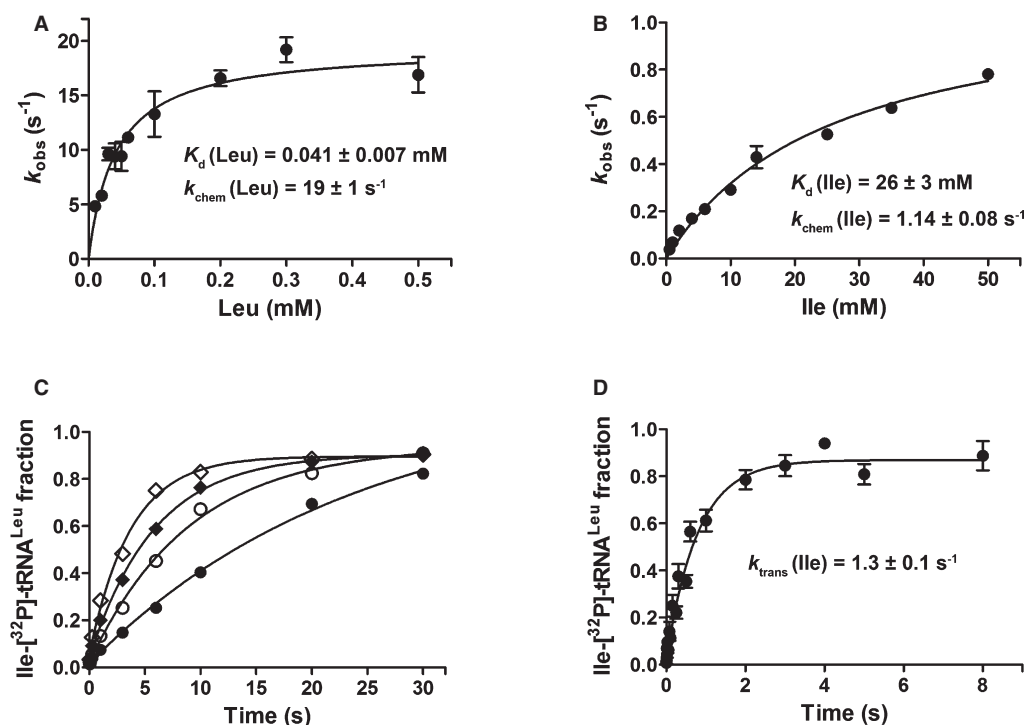 A
20
15
10
5
0
k_obs (s⁻¹)
K_d (Leu) = 0.041 ± 0.007 mM
k_chem (Leu) = 19 ± 1 s⁻¹
0.0 0.1 0.2 0.3 0.4 0.5
Leu (mM)
B
1.0
0.8
0.6
0.4
0.2
0.0
k_obs (s⁻¹)
K_d (Ile) = 26 ± 3 mM
k_chem (Ile) = 1.14 ± 0.08 s⁻¹
0 10 20 30 40 50
Ile (mM)
C
1.0
0.8
0.6
0.4
0.2
0.0
Ile-[³²P]-tRNA^Leu fraction
0 5 10 15 20 25 30
Time (s)
D
1.0
0.8
0.6
0.4
0.2
0.0
Ile-[³²P]-tRNA^Leu fraction
k_trans (Ile) = 1.3 ± 0.1 s⁻¹
0 2 4 6 8
Time (s)